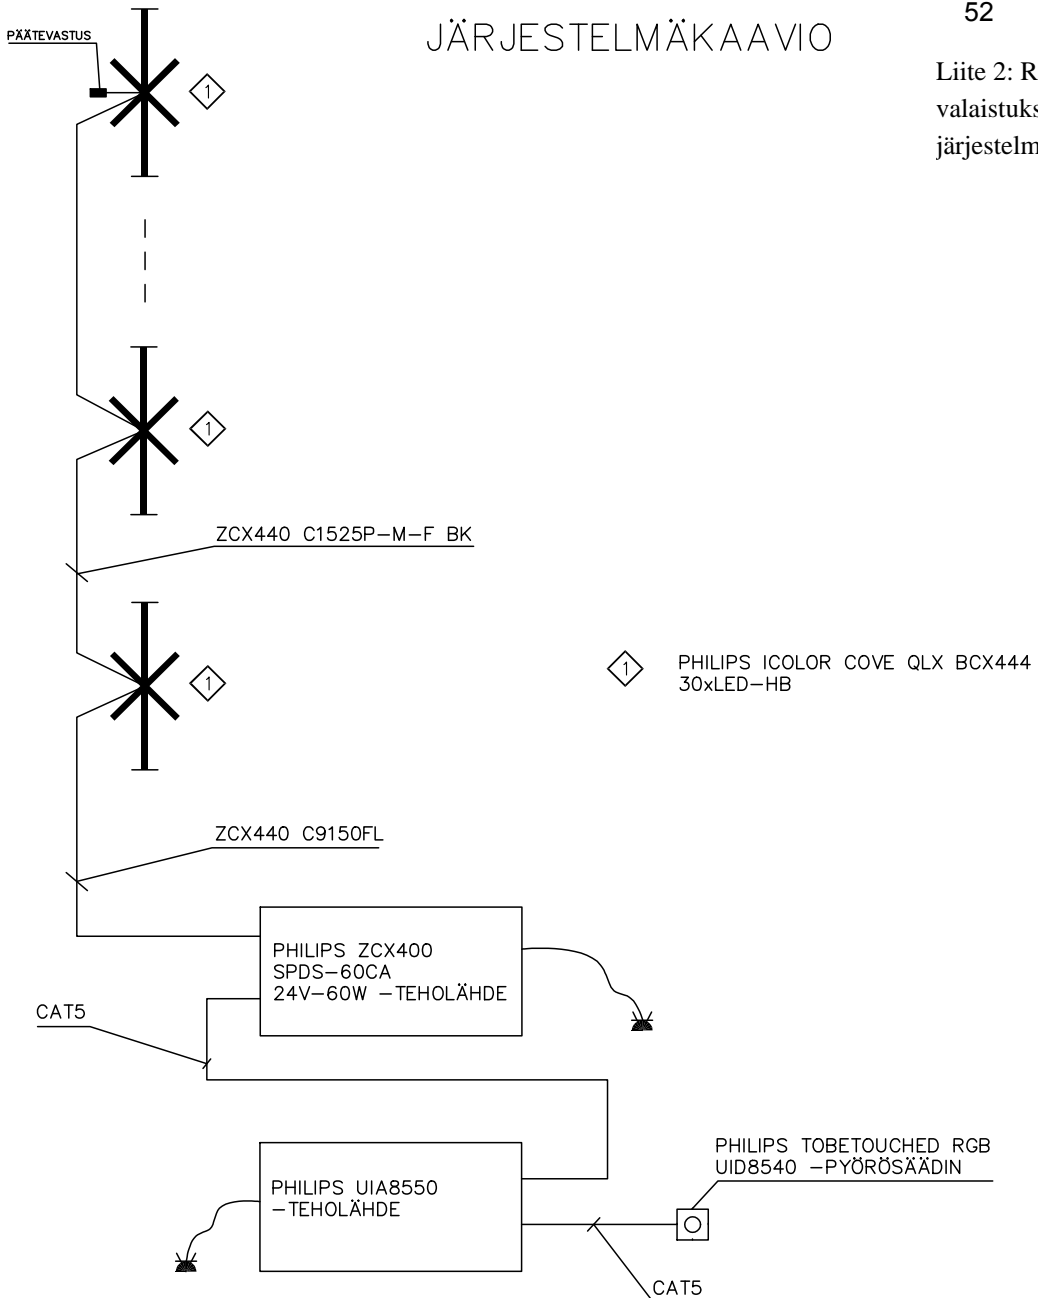 52
JÄRJESTELMÄKAAVIO
PÄÄTEVASTUS
Liite 2: R
valaistuks
järjestelm
1
1
ZCX440 C1525P-M-F BK
1
1
PHILIPS ICOLOR COVE QLX BCX444
30xLED-HB
ZCX440 C9150FL
PHILIPS ZCX400
SPDS-60CA
24V-60W -TEHOLÄHDE
CAT5
PHILIPS TOBETOUCHED RGB
UID8540 -PYÖRÖSÄÄDIN
PHILIPS UIA8550
-TEHOLÄHDE
CAT5